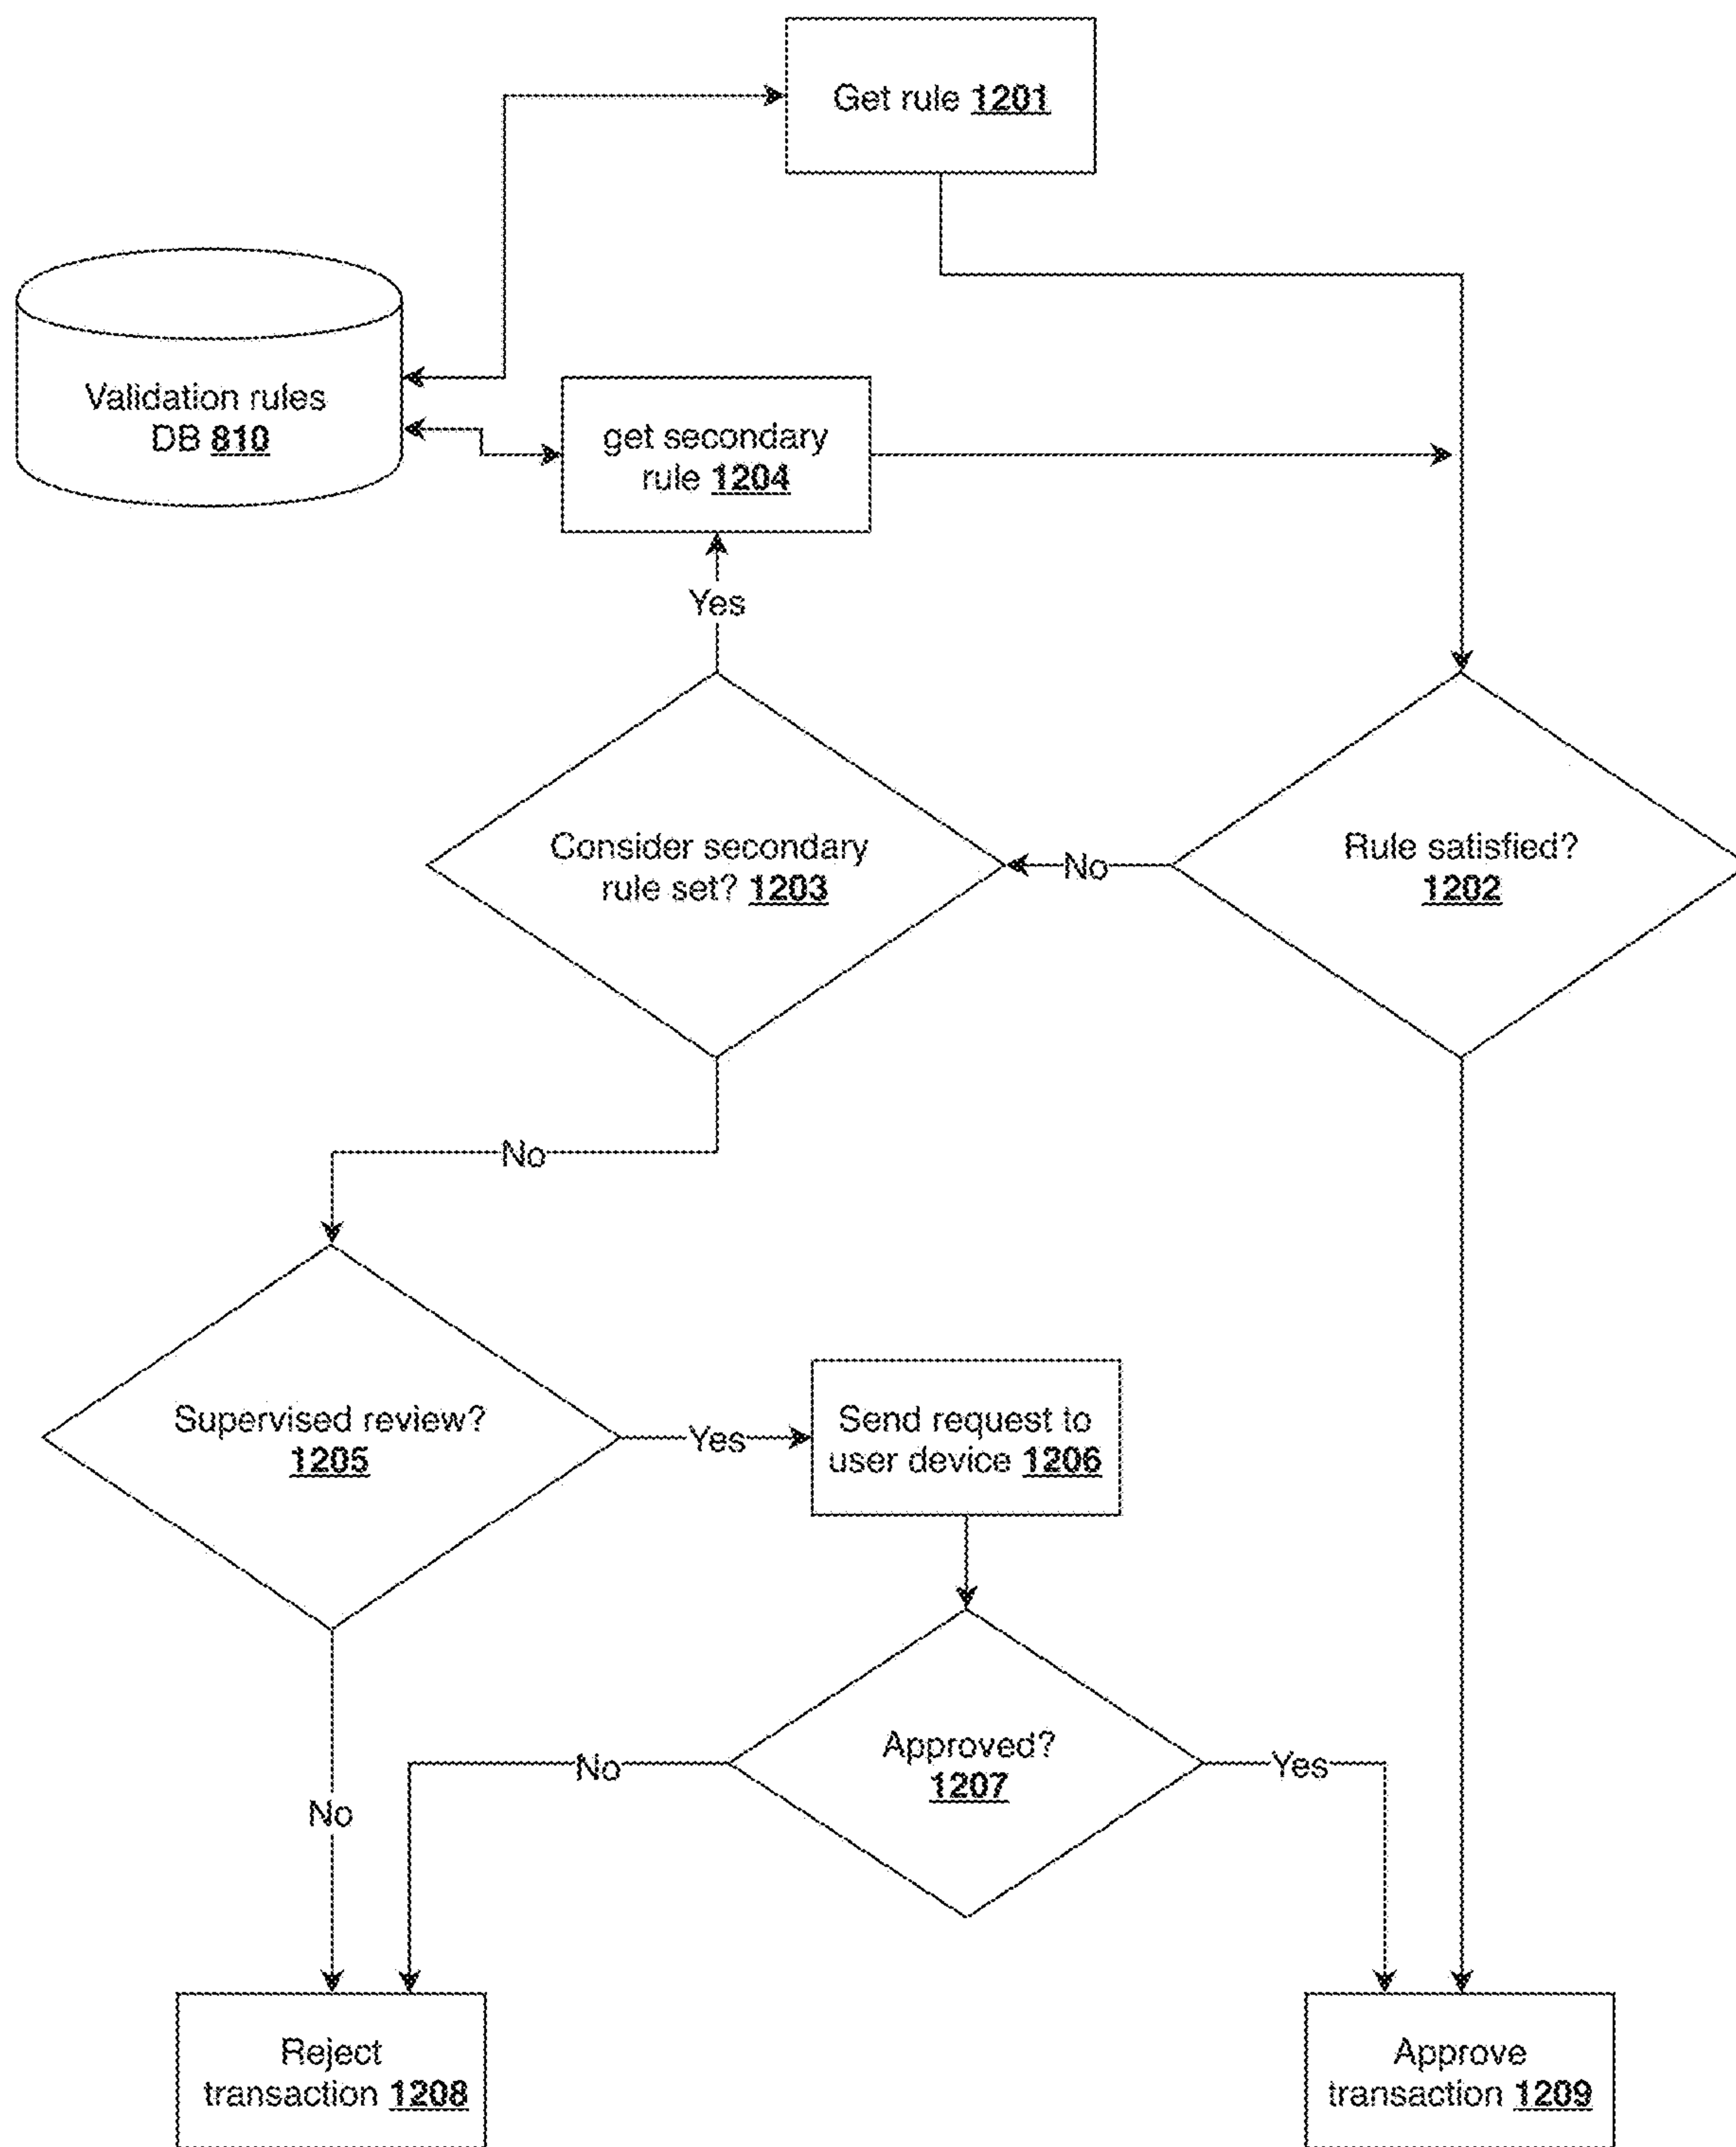 Get rule 1201
Validation rules
DB 810
get secondary
rule 1204
Yes
Consider secondary
rule set? 1203
No
Rule satisfied?
1202
No
Supervised review?
1205
Yes
Send request to
user device 1206
Approved?
1207
No
Yes
No
Reject
transaction 1208
Approve
transaction 1209